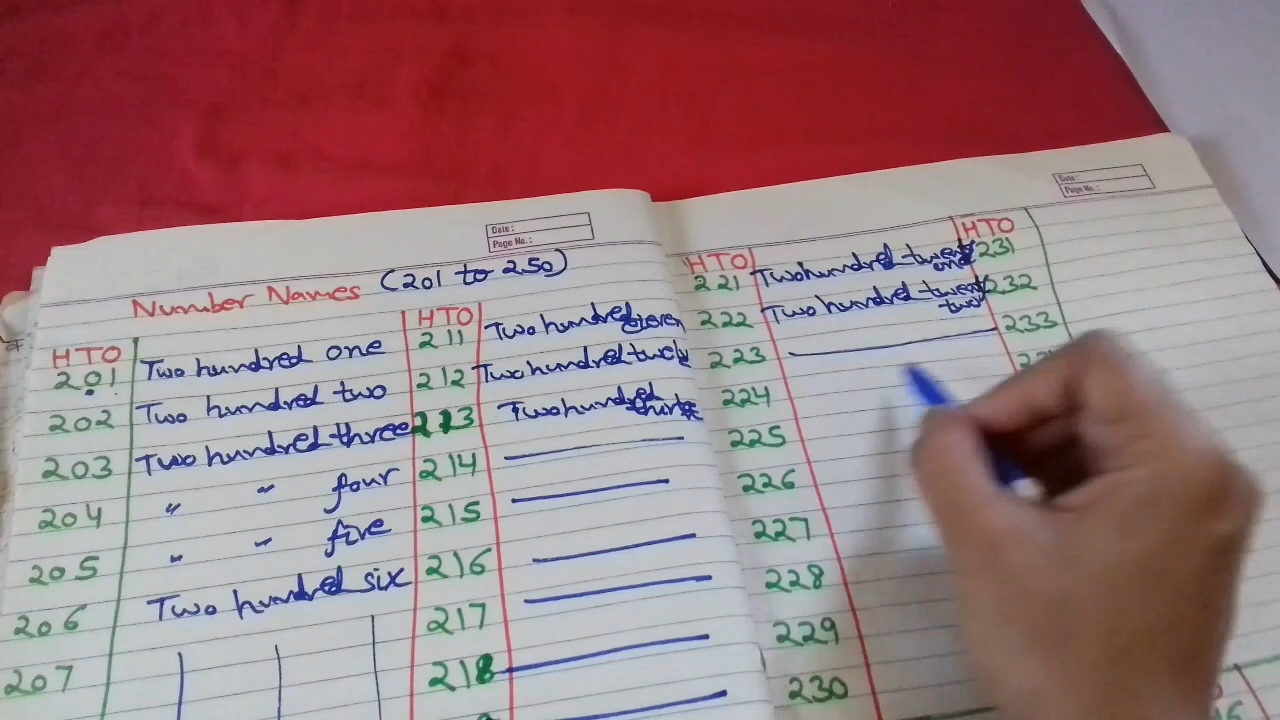 Date:
Page No.:
Number Names (201 to 250)
HTO
201 Two hundred one
202 Two hundred two
203 Two hundred three
204 " " four
205 " " five
206 Two hundred six
207
HTO
211 Two hundred eleven
212 Two hundred
213 Two hundred
214
215
216
217
218
Date:
Page No.:
HTO
221 Two hundred twenty one
222 Two hundred twenty two
223
224
225
226
227
228
229
230
HTO
231
232
233